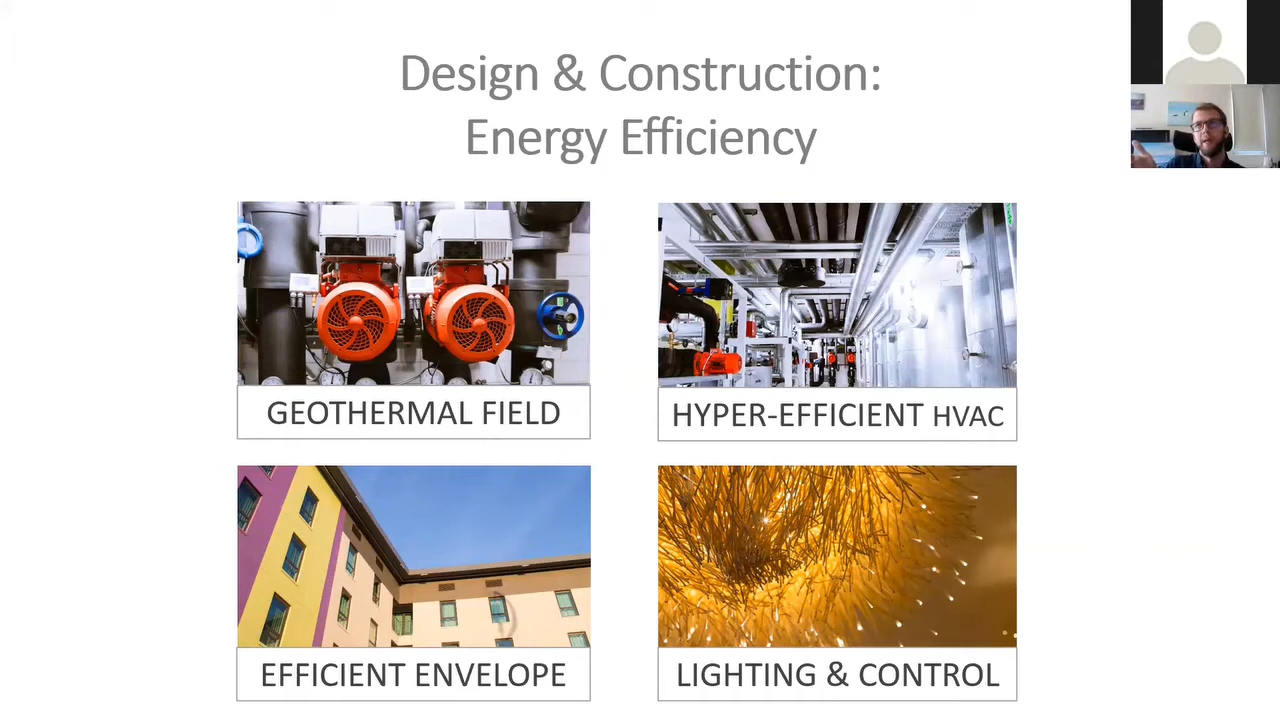 Design & Construction:
Energy Efficiency
GEOTHERMAL FIELD
HYPER-EFFICIENT HVAC
EFFICIENT ENVELOPE
LIGHTING & CONTROL